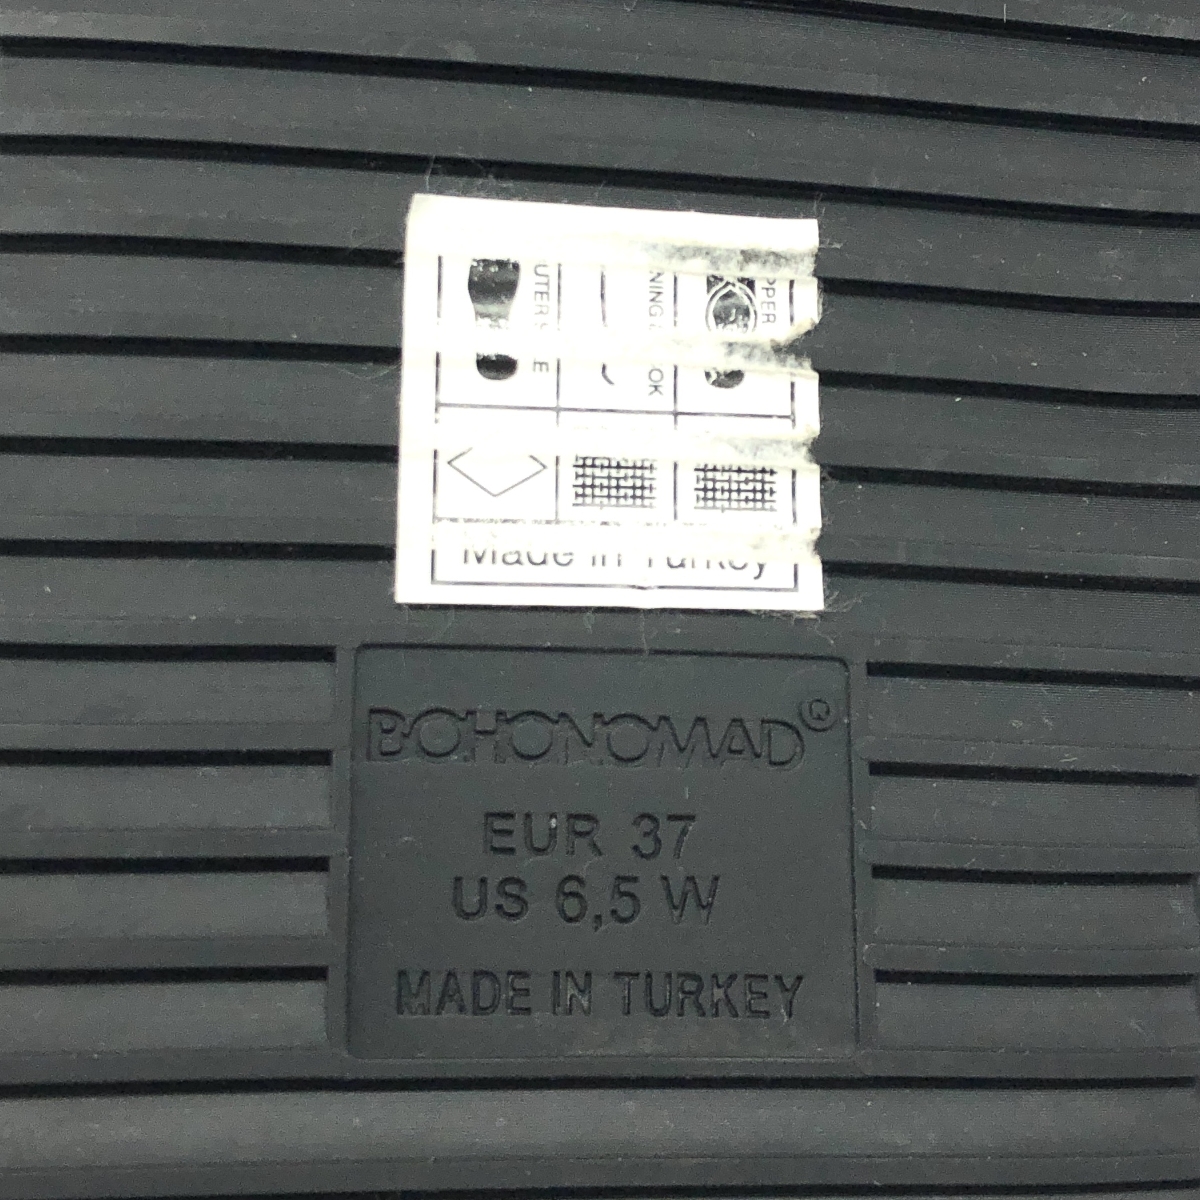 Made in Turkey
BOHONOMAD®
EUR 37
US 6,5 W
MADE IN TURKEY